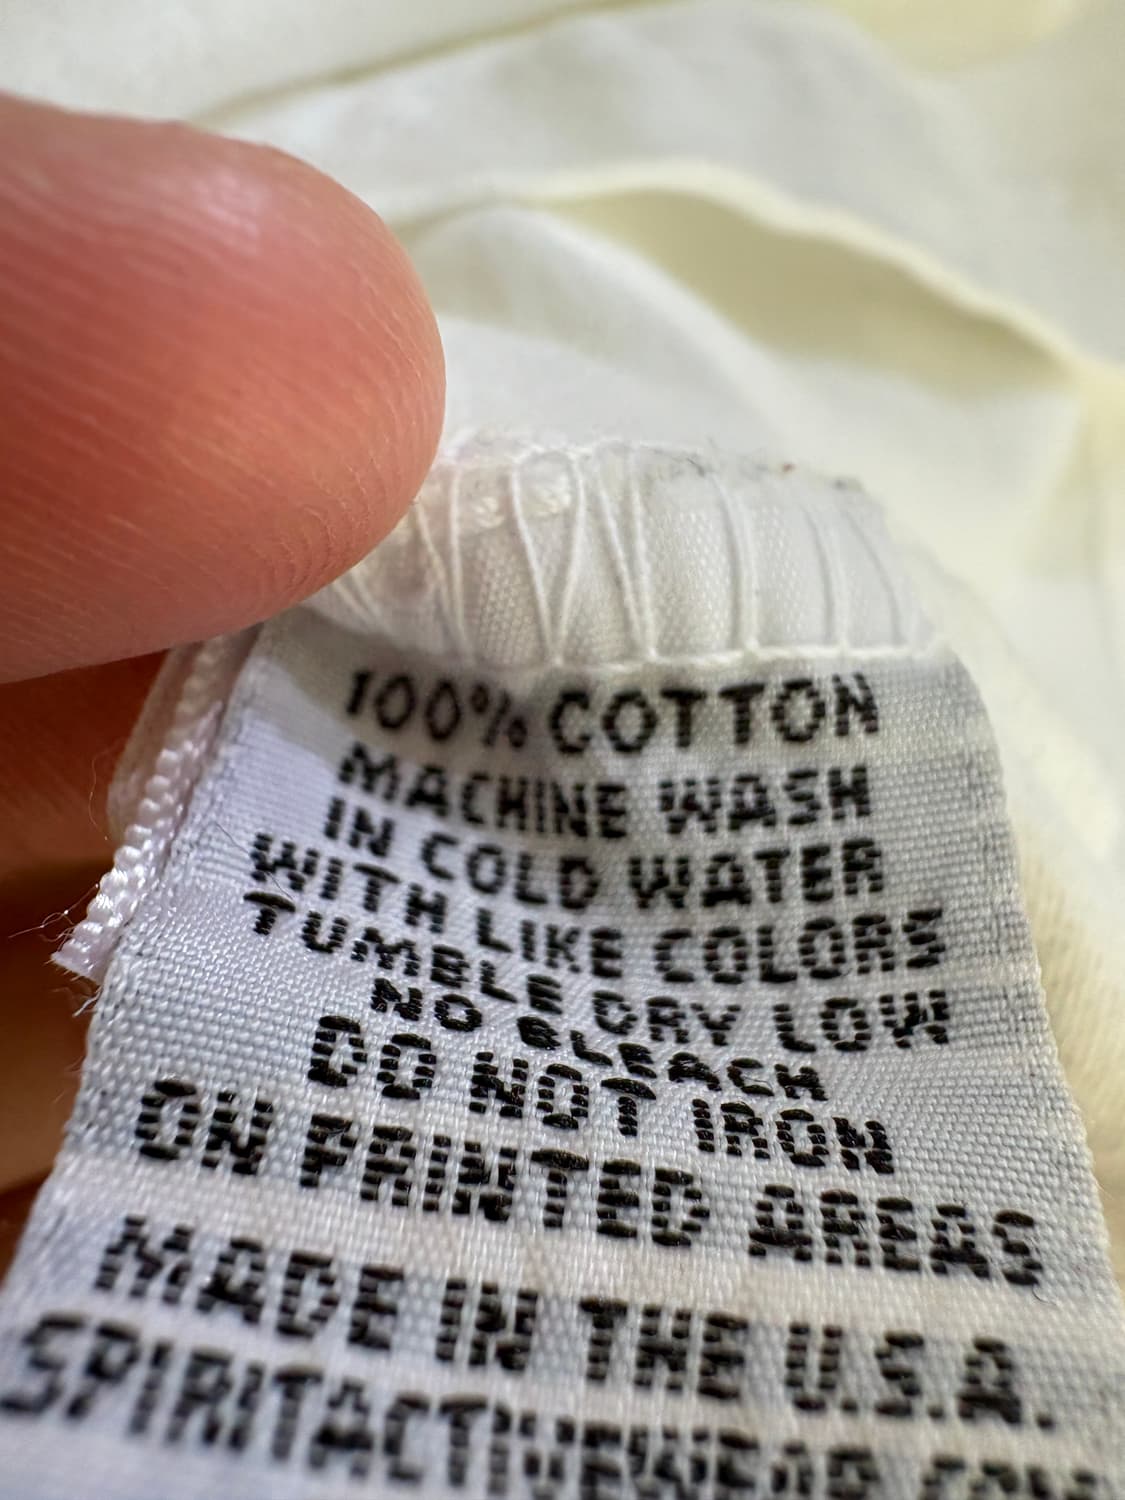 100% COTTON
MACHINE WASH
IN COLD WATER
WITH LIKE COLORS
TUMBLE DRY LOW
NO BLEACH
DO NOT IRON
ON PRINTED AREAS
MADE IN THE U.S.A.
SPIRITACTIVEWEAR.COM